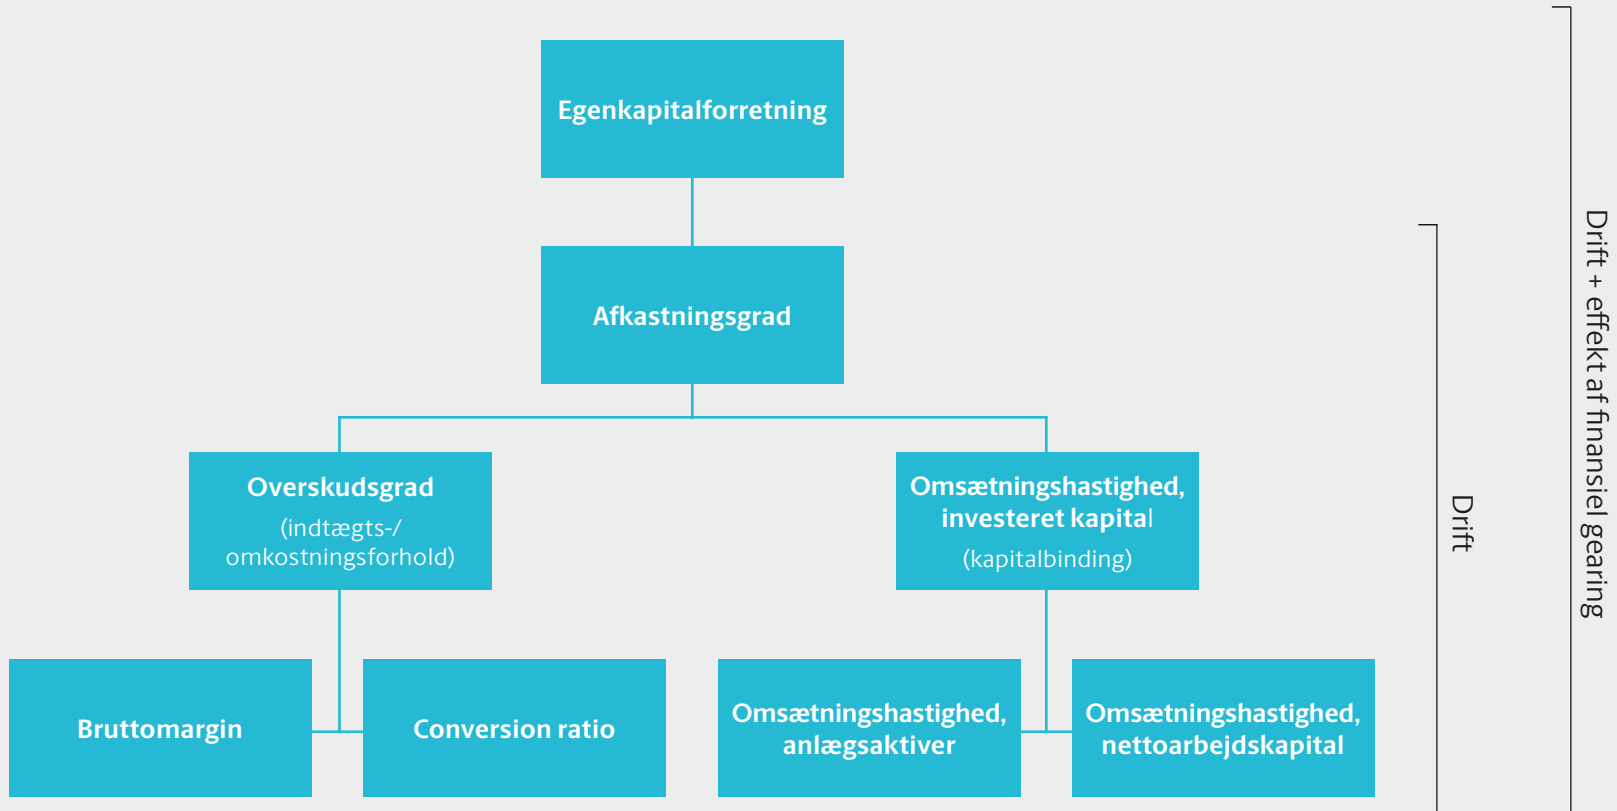 Egenkapitalforretning
Afkastningsgrad
Overskudsgrad
(indtægts-/
omkostningsforhold)
Omsætningshastighed,
investeret kapital
(kapitalbinding)
Bruttomargin
Conversion ratio
Omsætningshastighed,
anlægsaktiver
Omsætningshastighed,
nettoarbejdskapital
Drift
Drift + effekt af finansiel gearing